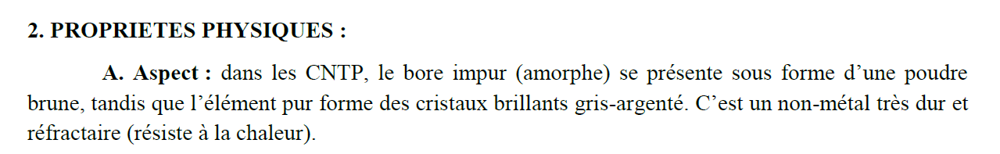 2. PROPRIETES PHYSIQUES :
A. Aspect : dans les CNTP, le bore impur (amorphe) se présente sous forme d’une poudre
brune, tandis que l’élément pur forme des cristaux brillants gris-argenté. C’est un non-métal très dur et
réfractaire (résiste à la chaleur).